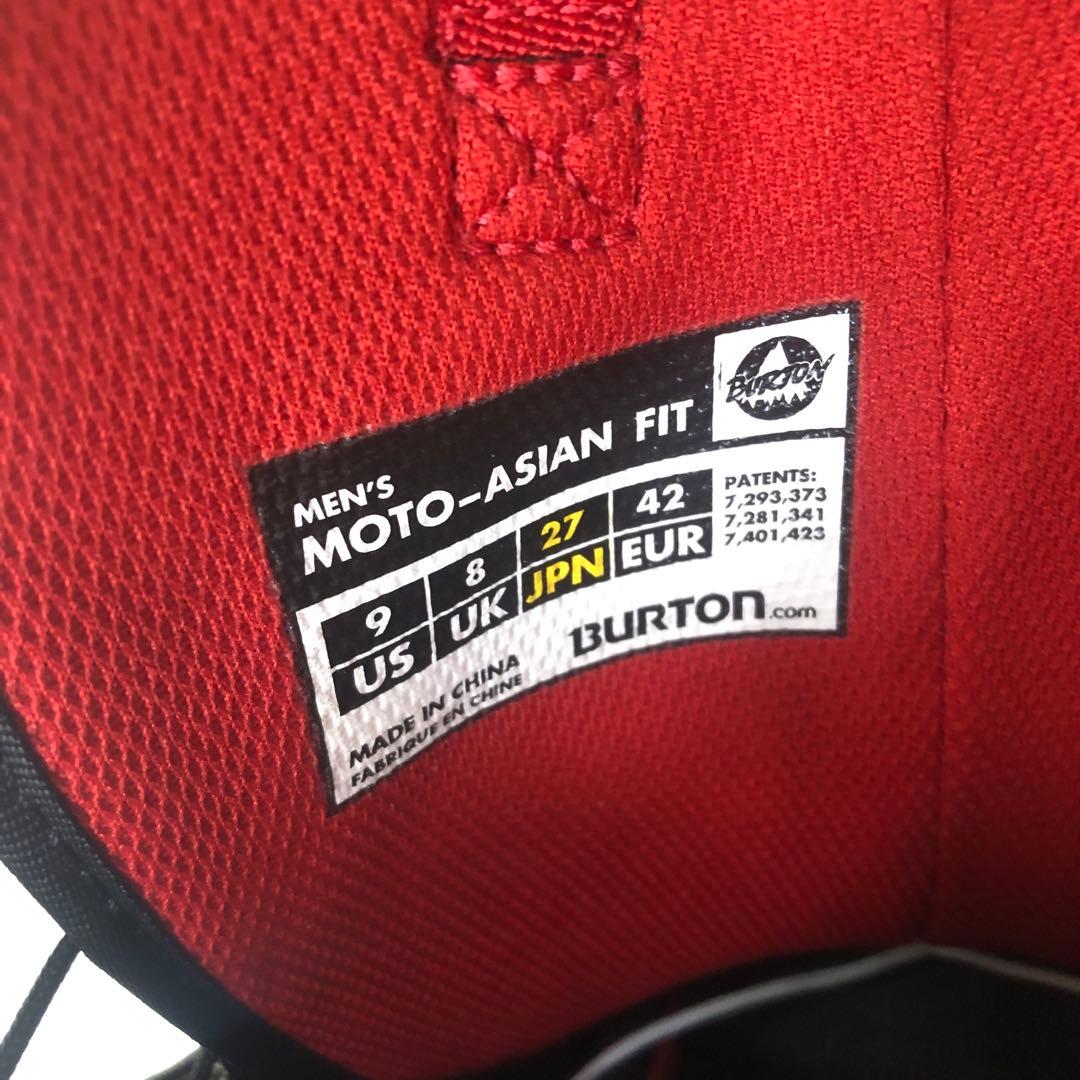 BURTON
MEN'S
MOTO-ASIAN FIT
9 8 27 42
US UK JPN EUR
PATENTS:
7,293,373
7,281,341
7,401,423
BURTON.com
MADE IN CHINA
FABRIQUE EN CHINE